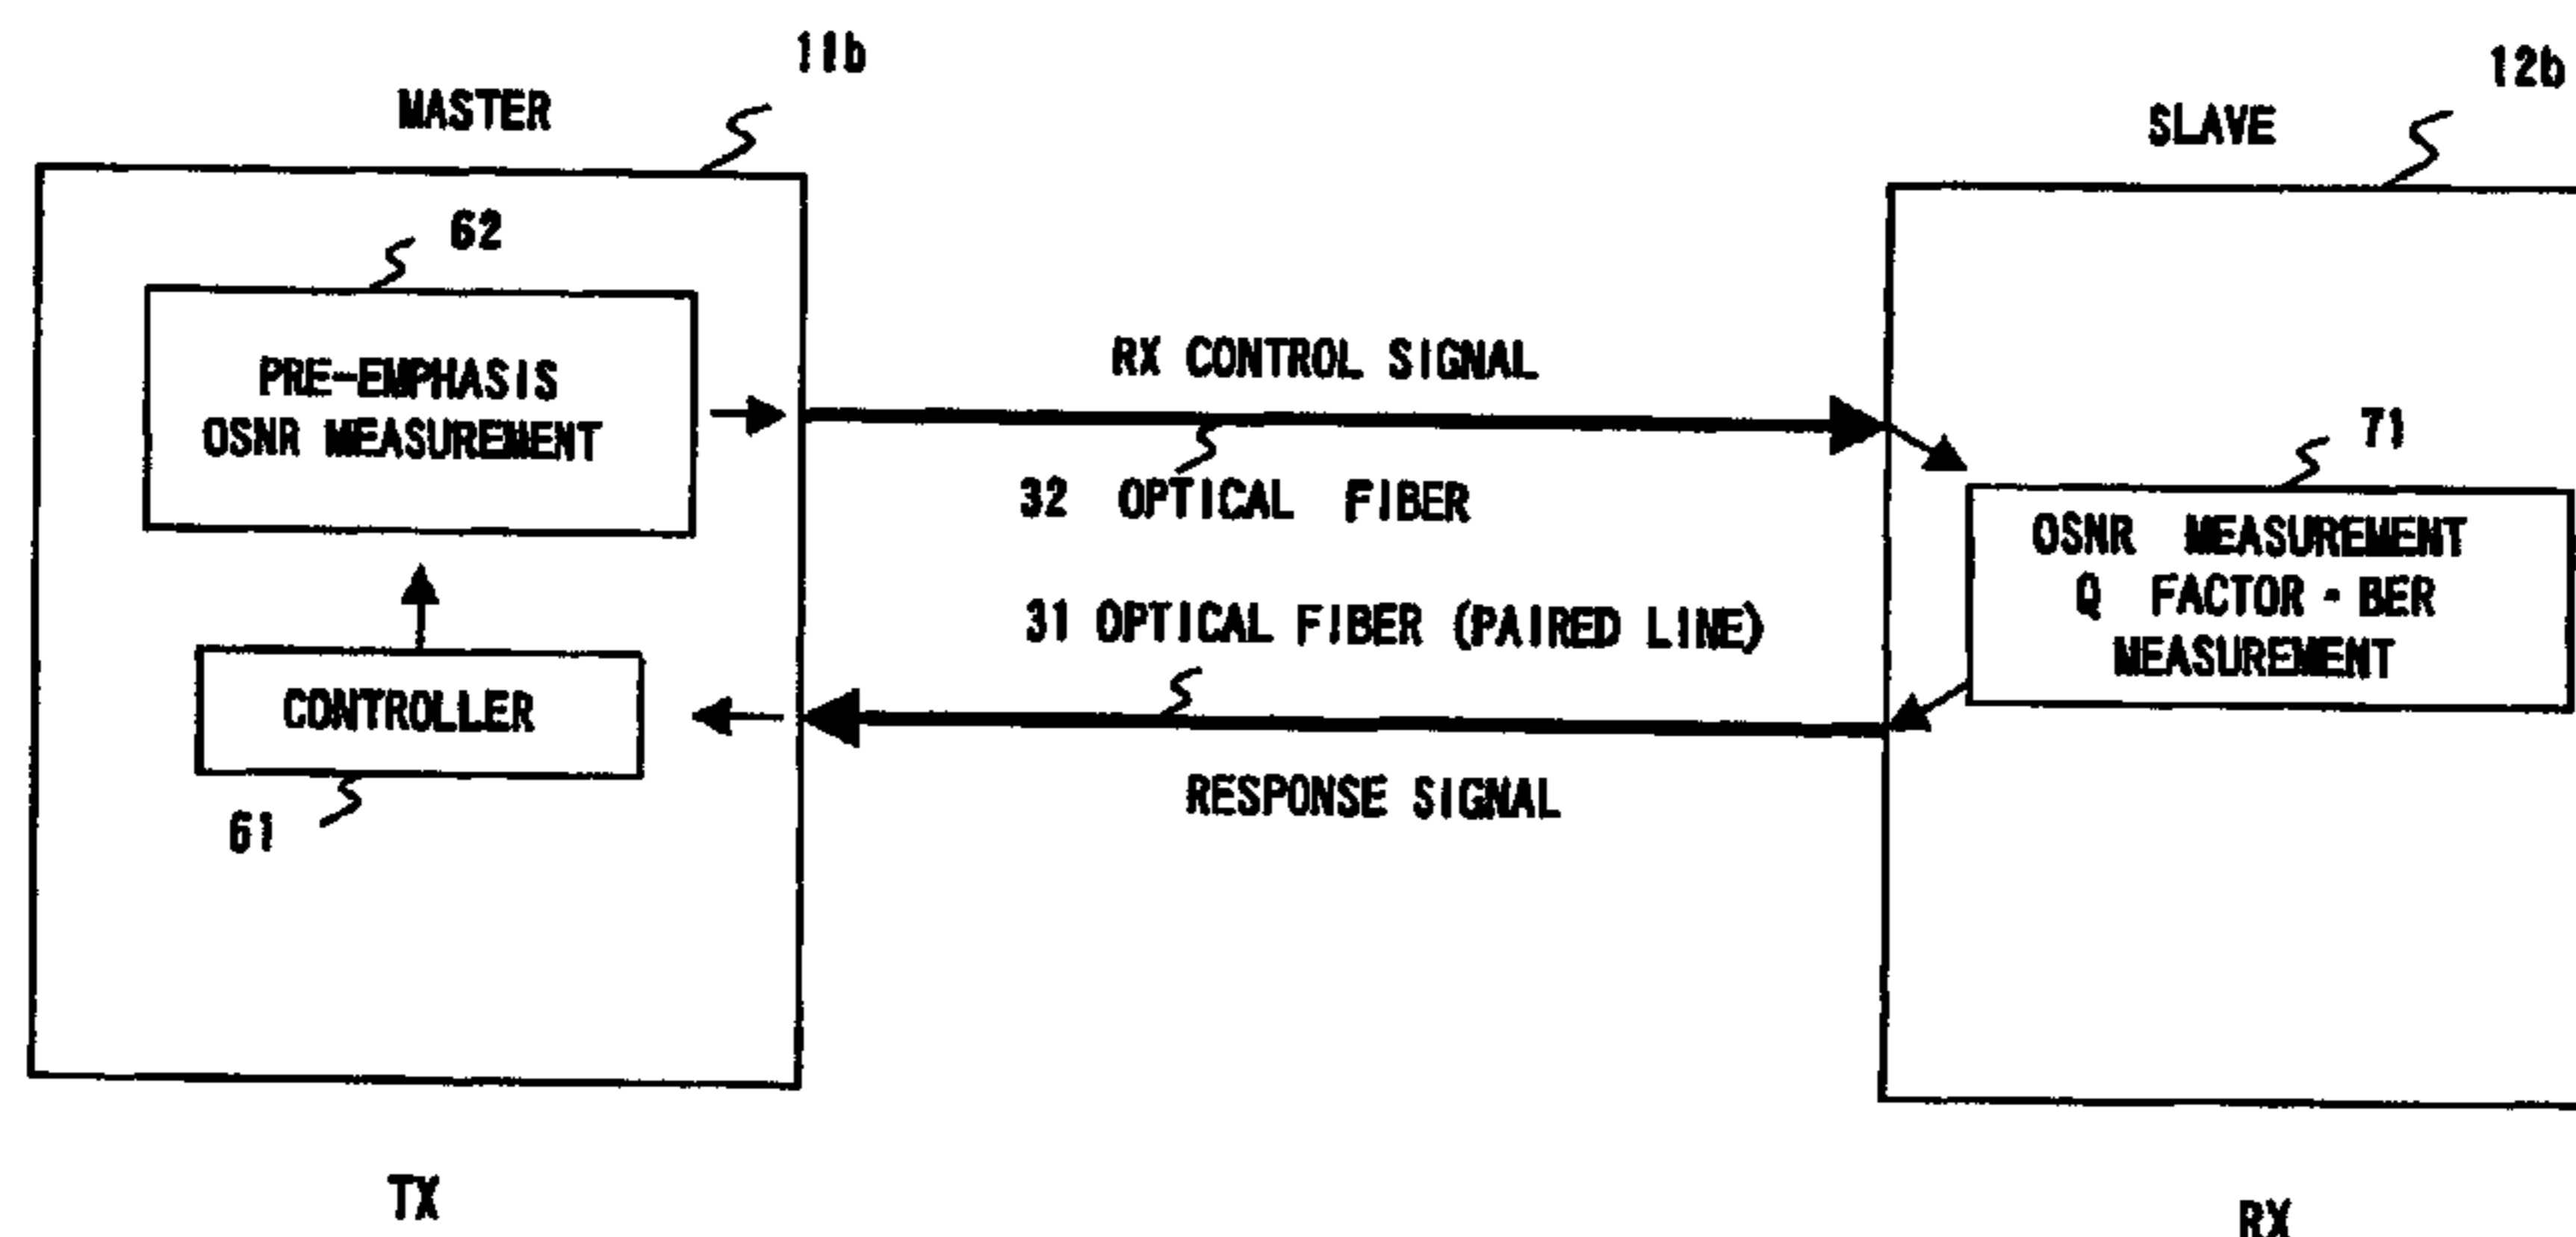 11b
12b
MASTER
SLAVE
62
PRE-EMPHASIS
OSNR MEASUREMENT
RX CONTROL SIGNAL
32 OPTICAL FIBER
71
OSNR MEASUREMENT
Q FACTOR・BER
MEASUREMENT
31 OPTICAL FIBER (PAIRED LINE)
CONTROLLER
RESPONSE SIGNAL
61
TX
RX